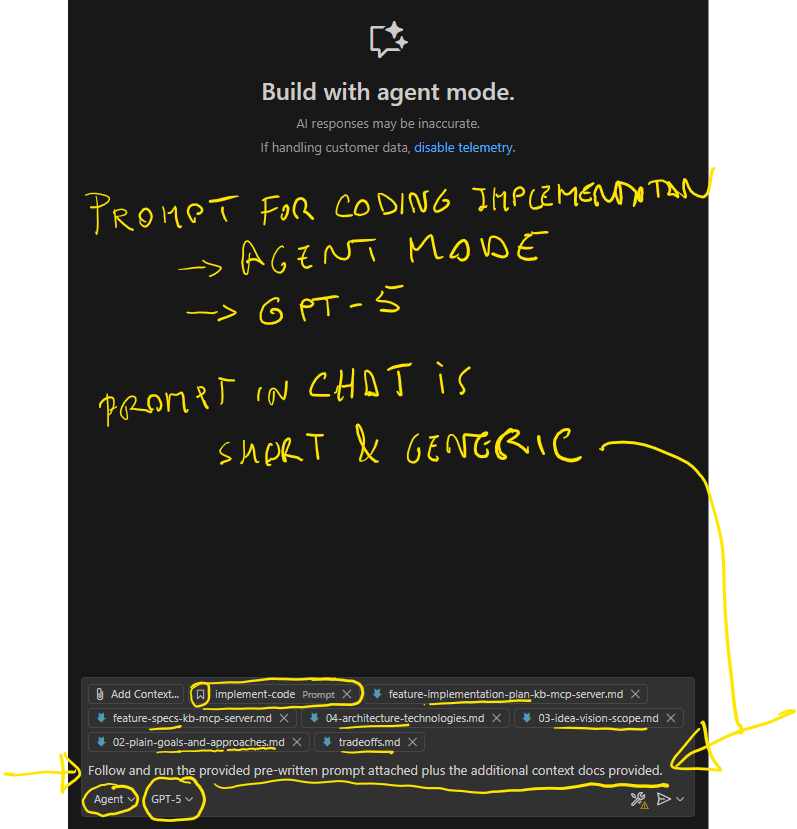 Build with agent mode.
AI responses may be inaccurate.
If handling customer data, disable telemetry.
PROMPT FOR CODING IMPLEMENTATAN
→ AGENT MODE
→ GPT-5
PROMPT IN CHAT iS
SHORT & GENERIC
Add Context... implement-code Prompt × feature-implementation-plan-kb-mcp-server.md ×
feature-specs-kb-mcp-server.md × 04-architecture-technologies.md × 03-idea-vision-scope.md ×
02-plain-goals-and-approaches.md × tradeoffs.md ×
Follow and run the provided pre-written prompt attached plus the additional context docs provided.
Agent GPT-5